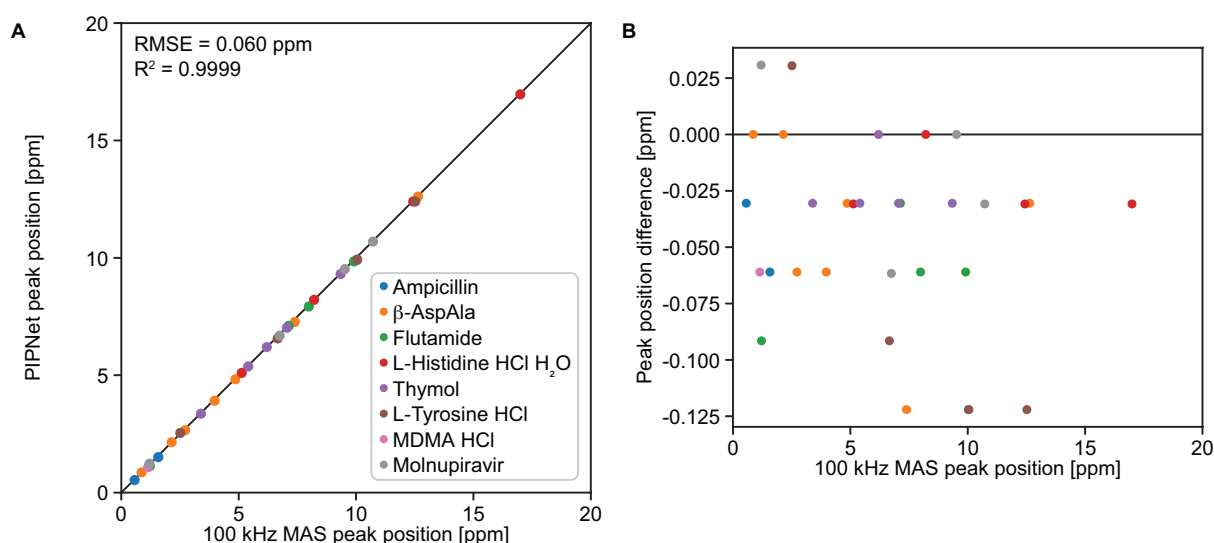 A
RMSE = 0.060 ppm
R² = 0.9999
PIPNet peak position [ppm]
20
15
10
5
0
0 5 10 15 20
100 kHz MAS peak position [ppm]
Ampicillin
β-AspAla
Flutamide
L-Histidine HCl H₂O
Thymol
L-Tyrosine HCl
MDMA HCl
Molnupiravir
B
Peak position difference [ppm]
0.025
0.000
-0.025
-0.050
-0.075
-0.100
-0.125
0 5 10 15 20
100 kHz MAS peak position [ppm]